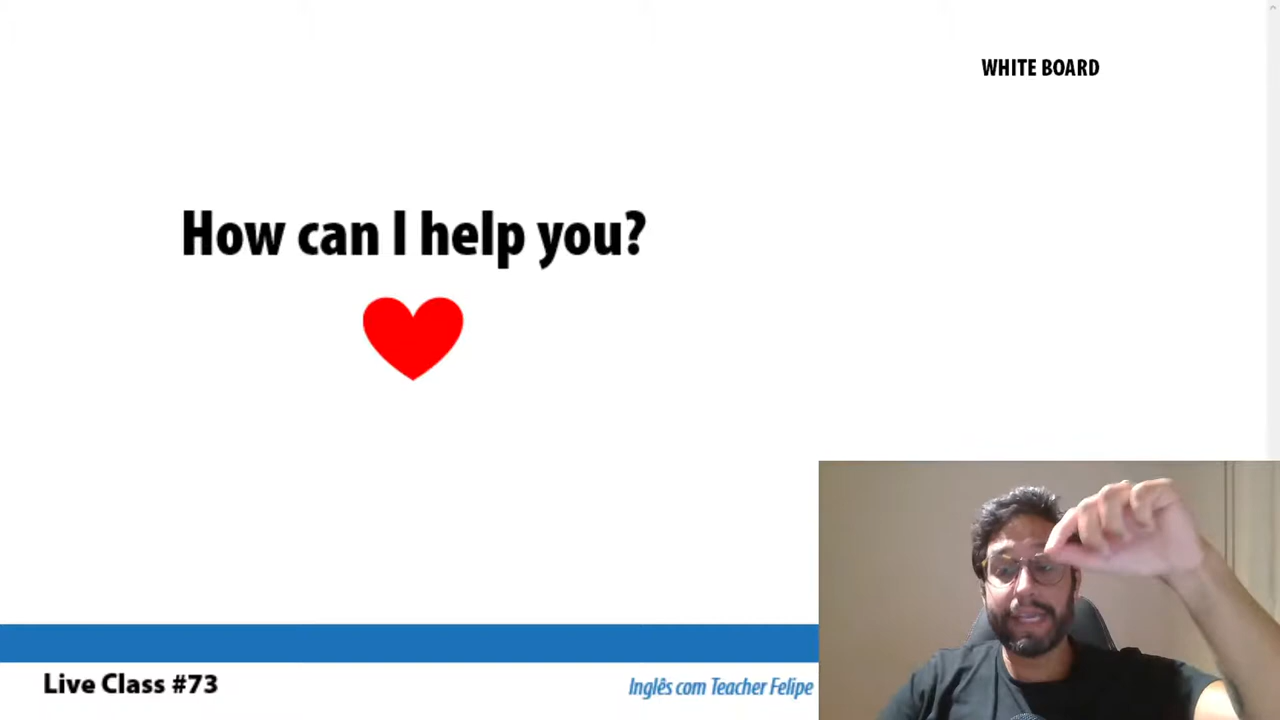 WHITE BOARD
How can I help you?
Live Class #73
Inglês com Teacher Felipe